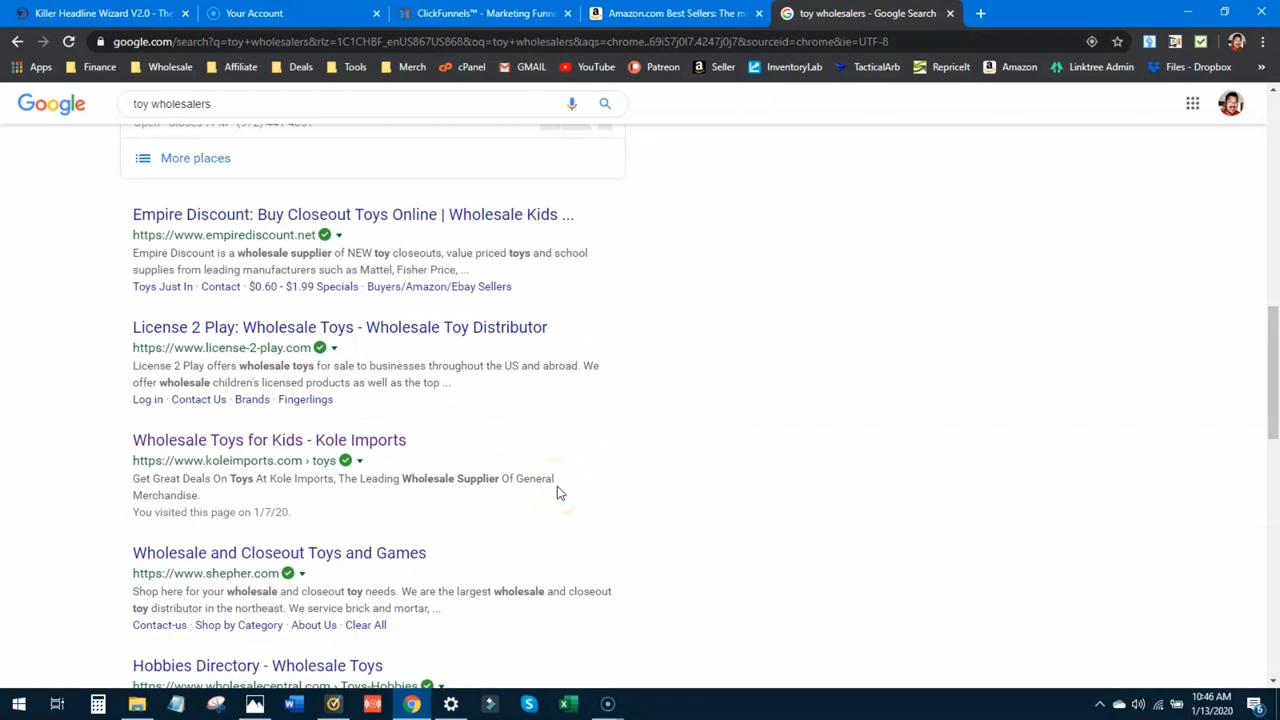 Killer Headline Wizard V2.0 - The
Your Account
ClickFunnels™ - Marketing Funn
Amazon.com Best Sellers: The m
toy wholesalers - Google Search
google.com/search?q=toy+wholesalers&rlz=1C1CHBF_enUS867US868&oq=toy+wholesalers&aqs=chrome..69i57j0l7.4247j0j7&sourceid=chrome&ie=UTF-8
Apps Finance Wholesale Affiliate Deals Tools Merch cPanel GMAIL YouTube Patreon Seller InventoryLab TacticalArb RepriceIt Amazon Linktree Admin Files - Dropbox »
Google toy wholesalers
More places
Empire Discount: Buy Closeout Toys Online | Wholesale Kids ...
https://www.empirediscount.net
Empire Discount is a wholesale supplier of NEW toy closeouts, value priced toys and school
supplies from leading manufacturers such as Mattel, Fisher Price, ...
Toys Just In · Contact · $0.60 - $1.99 Specials · Buyers/Amazon/Ebay Sellers
License 2 Play: Wholesale Toys - Wholesale Toy Distributor
https://www.license-2-play.com
License 2 Play offers wholesale toys for sale to businesses throughout the US and abroad. We
offer wholesale children's licensed products as well as the top ...
Log in · Contact Us · Brands · Fingerlings
Wholesale Toys for Kids - Kole Imports
https://www.koleimports.com › toys
Get Great Deals On Toys At Kole Imports, The Leading Wholesale Supplier Of General
Merchandise.
You visited this page on 1/7/20.
Wholesale and Closeout Toys and Games
https://www.shepher.com
Shop here for your wholesale and closeout toy needs. We are the largest wholesale and closeout
toy distributor in the northeast. We service brick and mortar, ...
Contact-us · Shop by Category · About Us · Clear All
Hobbies Directory - Wholesale Toys
https://www.wholesalecentral.com › Toys-Hobbies
10:46 AM
1/13/2020
6